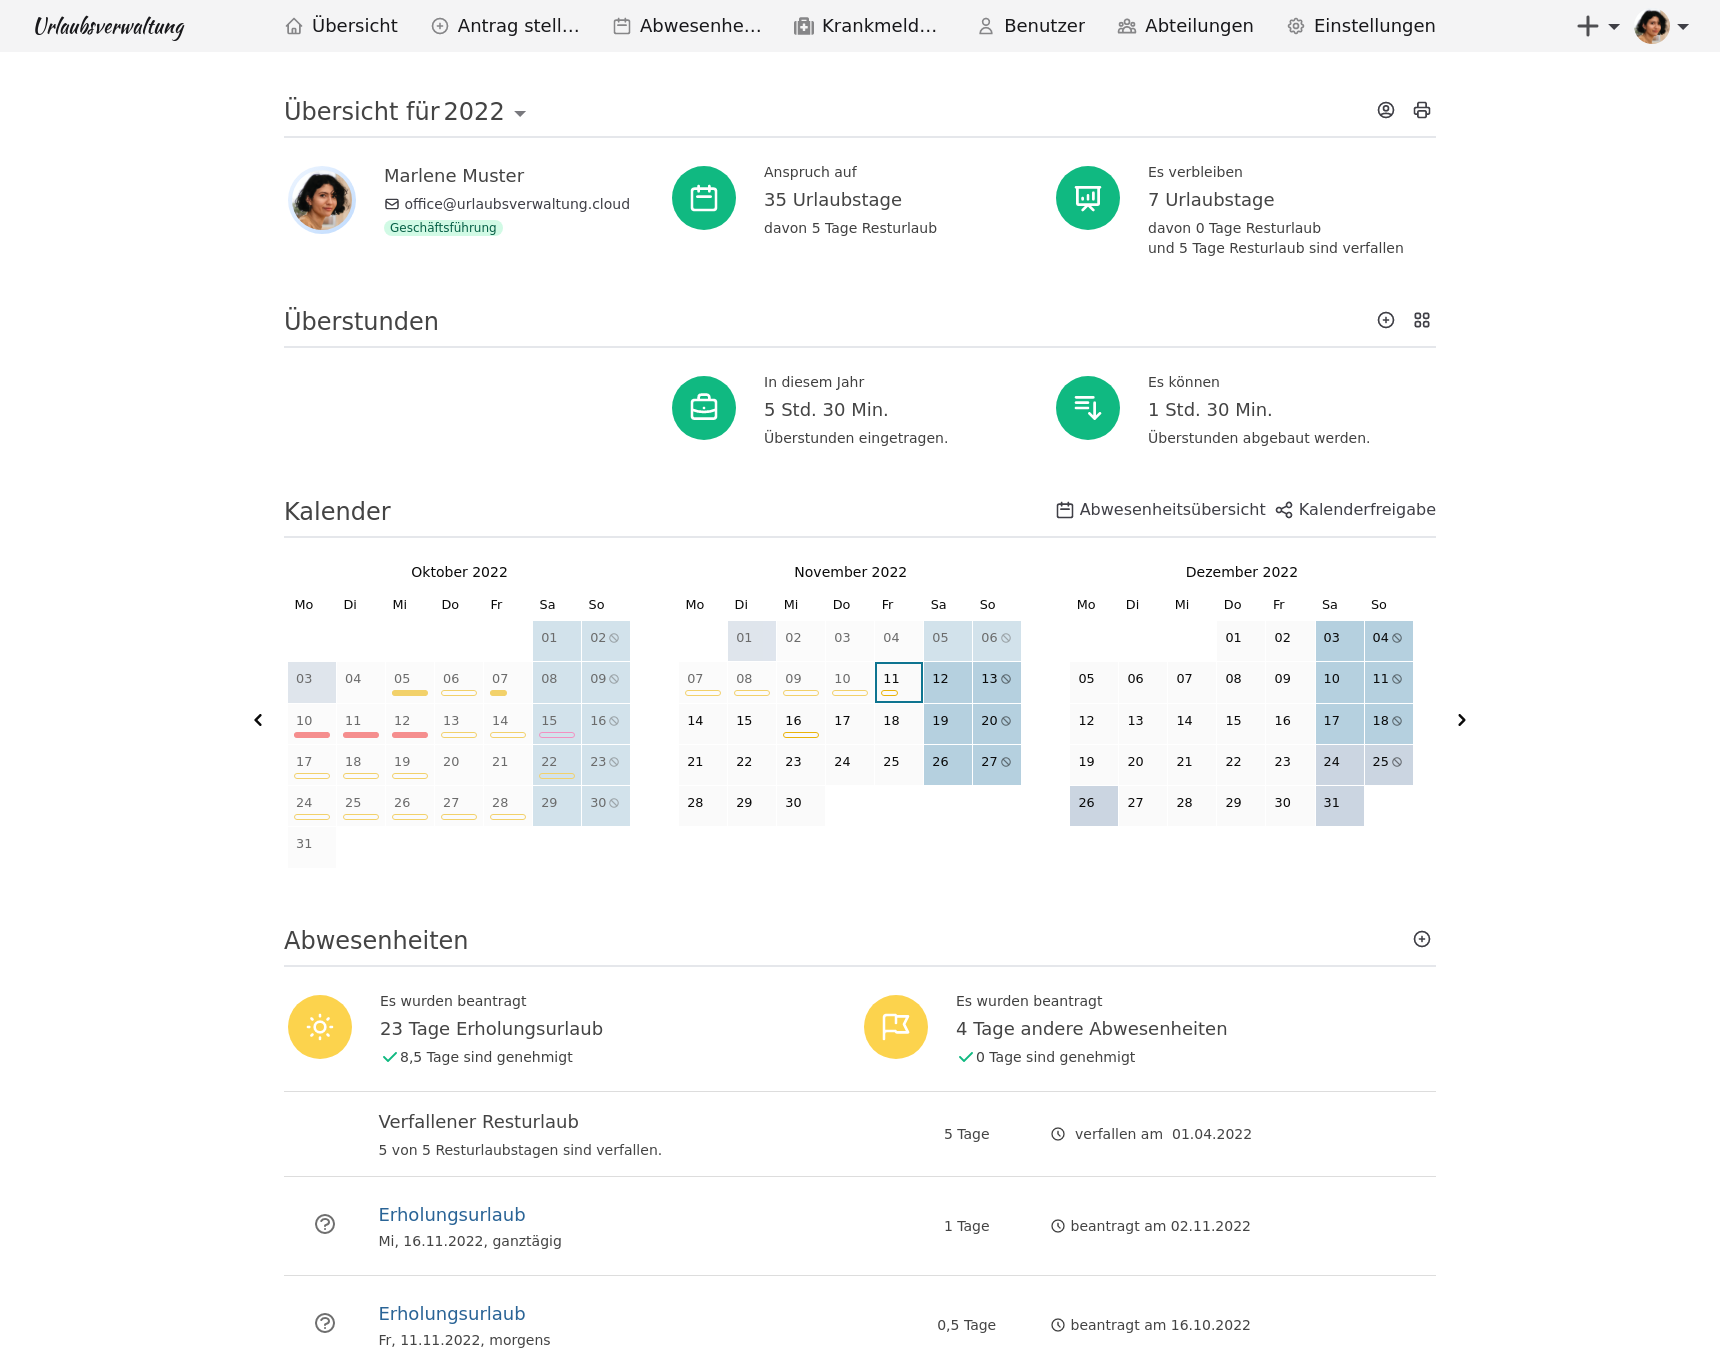 Urlaubsverwaltung Übersicht Antrag stell... Abwesenhe... Krankmeld... Benutzer Abteilungen Einstellungen
Übersicht für 2022
Marlene Muster
office@urlaubsverwaltung.cloud
Geschäftsführung
Anspruch auf
35 Urlaubstage
davon 5 Tage Resturlaub
Es verbleiben
7 Urlaubstage
davon 0 Tage Resturlaub
und 5 Tage Resturlaub sind verfallen
Überstunden
In diesem Jahr
5 Std. 30 Min.
Überstunden eingetragen.
Es können
1 Std. 30 Min.
Überstunden abgebaut werden.
Kalender Abwesenheitsübersicht Kalenderfreigabe
Oktober 2022
Mo Di Mi Do Fr Sa So
01 02
03 04 05 06 07 08 09
10 11 12 13 14 15 16
17 18 19 20 21 22 23
24 25 26 27 28 29 30
31
November 2022
Mo Di Mi Do Fr Sa So
01 02 03 04 05 06
07 08 09 10 11 12 13
14 15 16 17 18 19 20
21 22 23 24 25 26 27
28 29 30
Dezember 2022
Mo Di Mi Do Fr Sa So
01 02 03 04
05 06 07 08 09 10 11
12 13 14 15 16 17 18
19 20 21 22 23 24 25
26 27 28 29 30 31
Abwesenheiten
Es wurden beantragt
23 Tage Erholungsurlaub
8,5 Tage sind genehmigt
Es wurden beantragt
4 Tage andere Abwesenheiten
0 Tage sind genehmigt
Verfallener Resturlaub
5 von 5 Resturlaubstagen sind verfallen.
5 Tage
verfallen am 01.04.2022
Erholungsurlaub
Mi, 16.11.2022, ganztägig
1 Tage
beantragt am 02.11.2022
Erholungsurlaub
Fr, 11.11.2022, morgens
0,5 Tage
beantragt am 16.10.2022